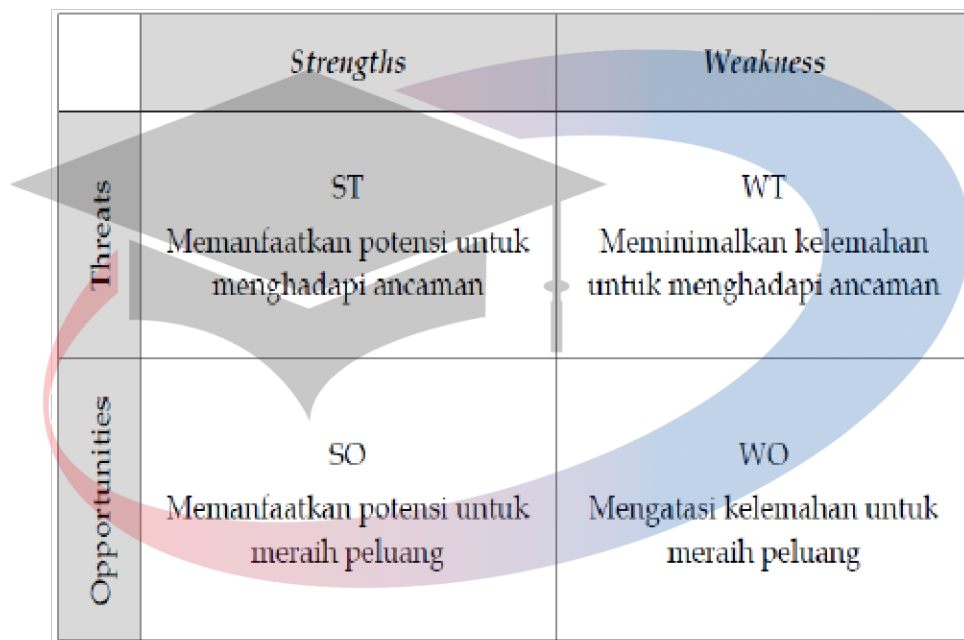 Strengths
Weakness
Threats
ST
Memanfaatkan potensi untuk
menghadapi ancaman
WT
Meminimalkan kelemahan
untuk menghadapi ancaman
Opportunities
SO
Memanfaatkan potensi untuk
meraih peluang
WO
Mengatasi kelemahan untuk
meraih peluang